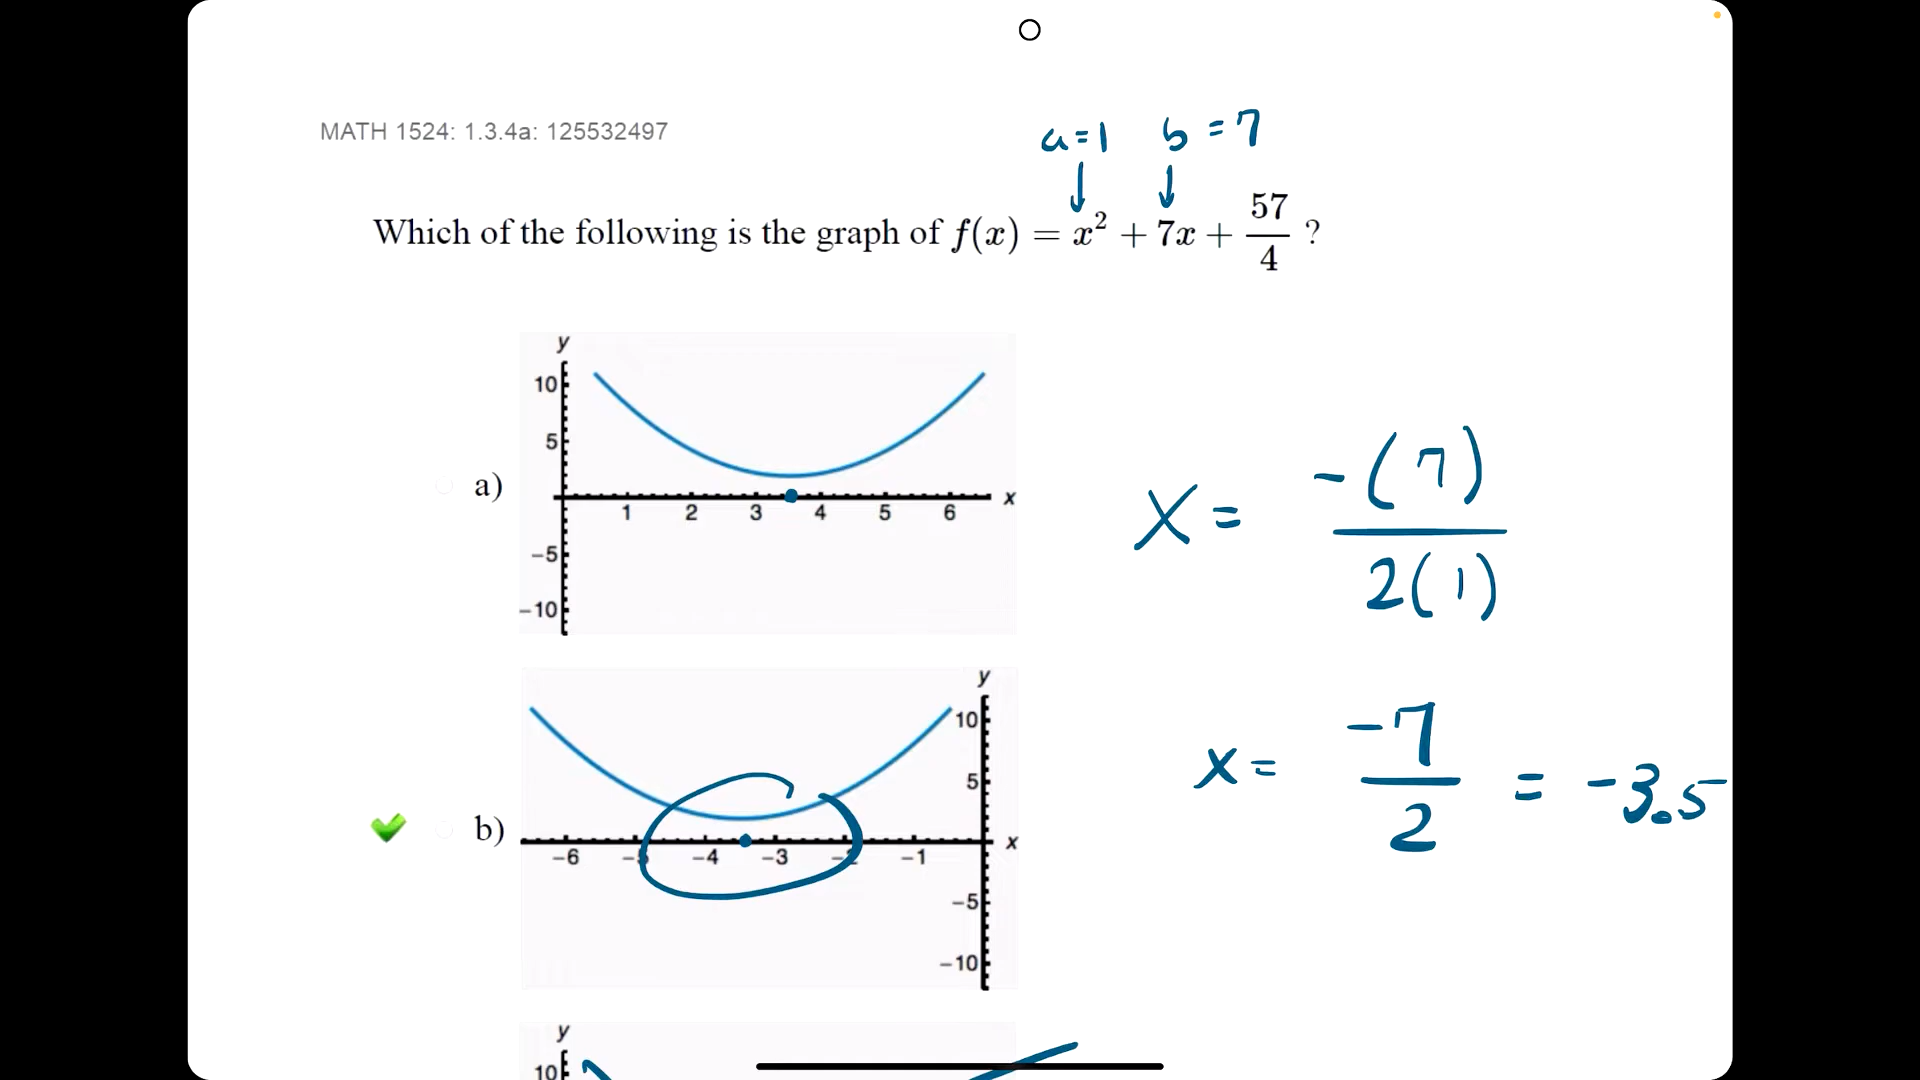 MATH 1524: 1.3.4a: 125532497
a=1 b=7
Which of the following is the graph of f(x) = x² + 7x + 57/4 ?
y
10
5
a)
x
1 2 3 4 5 6
−5
−10
X = -(7)/2(1)
y
10
5
x = -7/2 = -3.5
b)
x
−6 −5 −4 −3 −2 −1
−5
−10
y
10